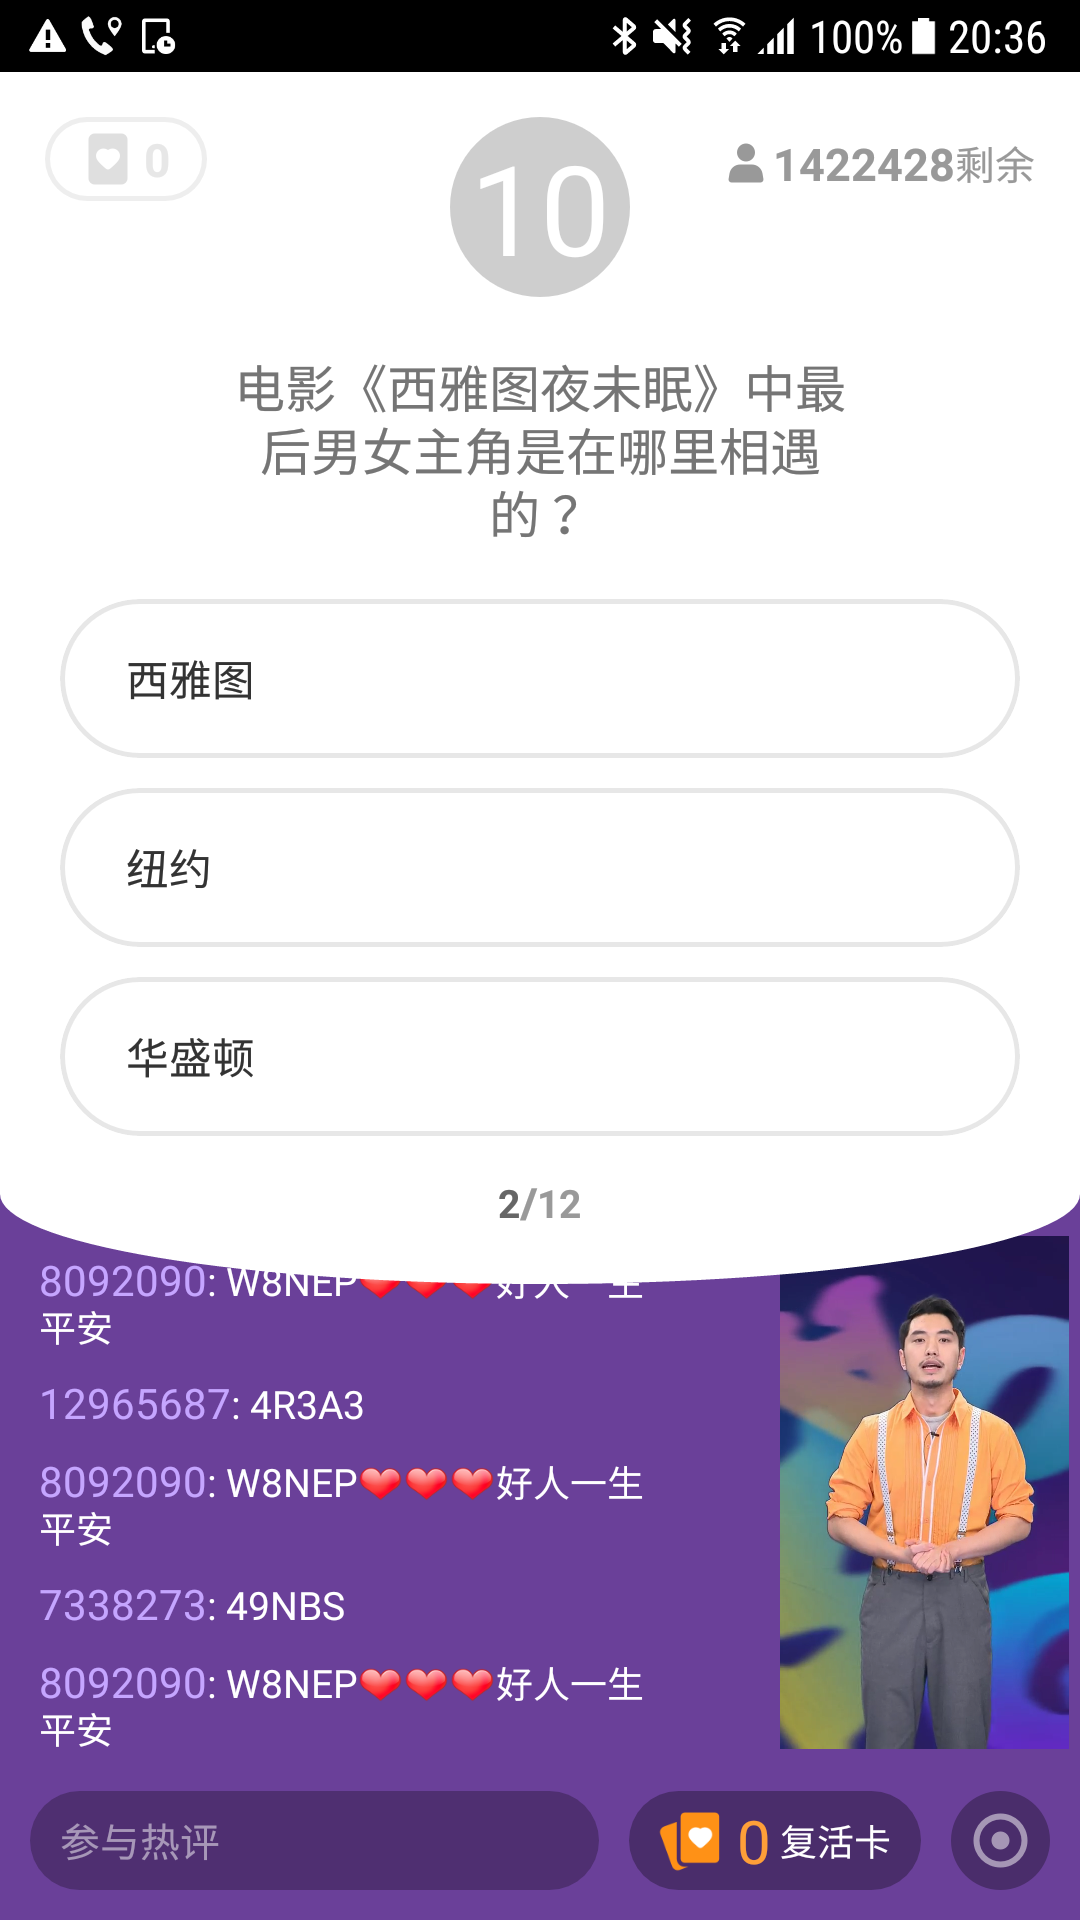 100% 20:36
0
10
1422428剩余
电影《西雅图夜未眠》中最
后男女主角是在哪里相遇
的？
西雅图
纽约
华盛顿
2/12
8092090: W8NEP❤❤❤好人一生
平安
12965687: 4R3A3
8092090: W8NEP❤❤❤好人一生
平安
7338273: 49NBS
8092090: W8NEP❤❤❤好人一生
平安
参与热评
0 复活卡